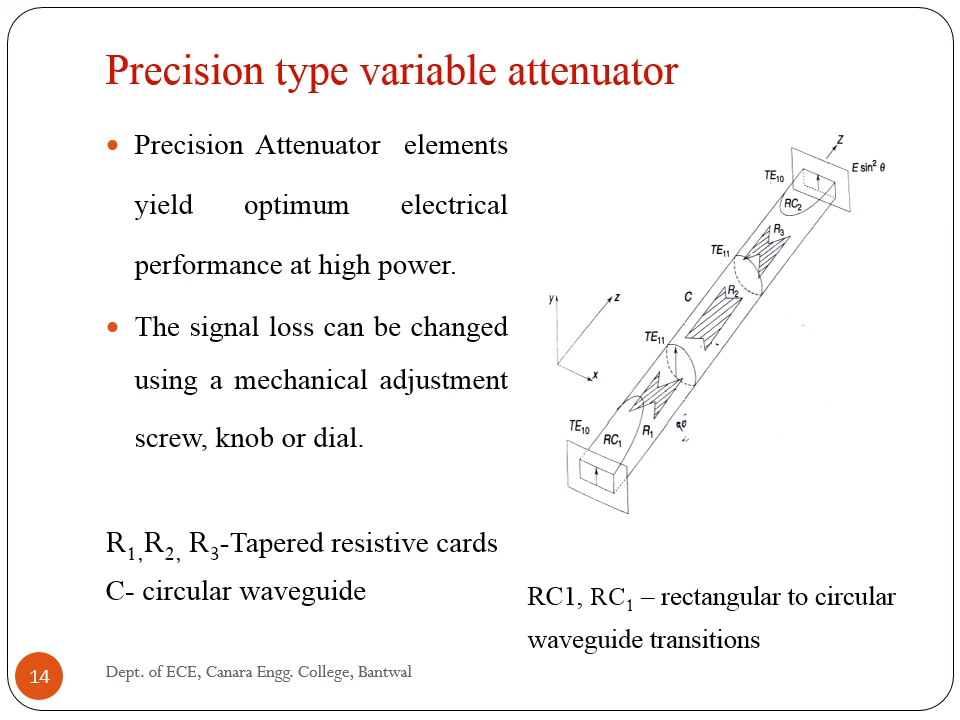 Precision type variable attenuator
• Precision Attenuator elements
yield optimum electrical
performance at high power.
• The signal loss can be changed
using a mechanical adjustment
screw, knob or dial.
Z
E sin² θ
TE₁₀
RC₂
R₃
TE₁₁
C
R₂
y
z
TE₁₁
x
TE₁₀
RC₁
R₁
R₁,R₂, R₃-Tapered resistive cards
C- circular waveguide
RC1, RC₁ – rectangular to circular
waveguide transitions
14
Dept. of ECE, Canara Engg. College, Bantwal